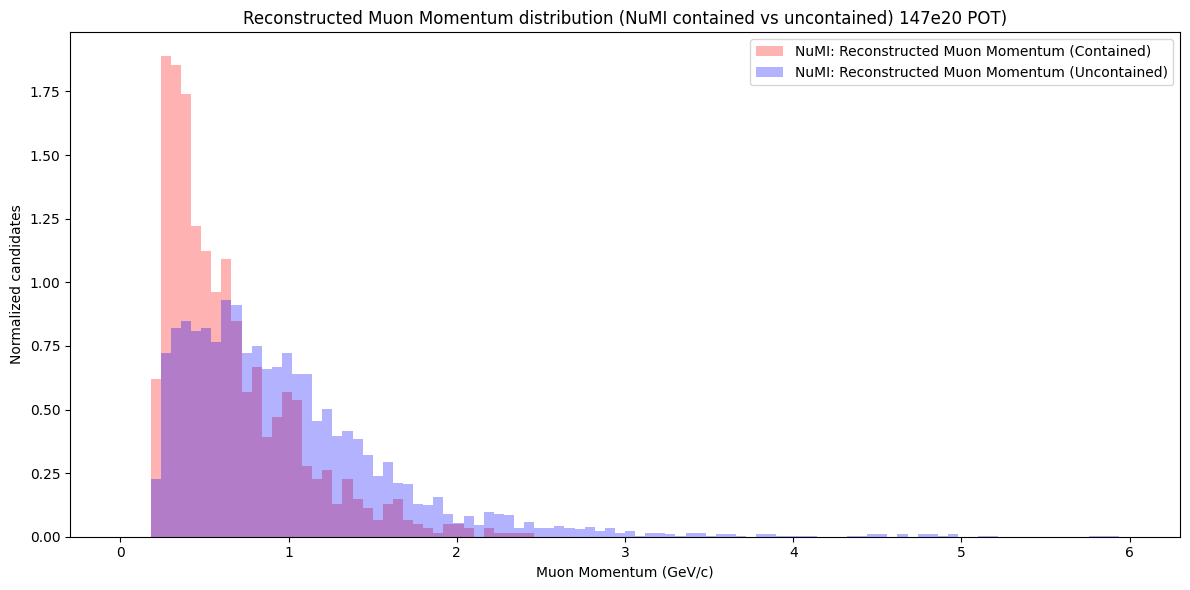 Reconstructed Muon Momentum distribution (NuMI contained vs uncontained) 147e20 POT)
NuMI: Reconstructed Muon Momentum (Contained)
NuMI: Reconstructed Muon Momentum (Uncontained)
Normalized candidates
1.75
1.50
1.25
1.00
0.75
0.50
0.25
0.00
0 1 2 3 4 5 6
Muon Momentum (GeV/c)